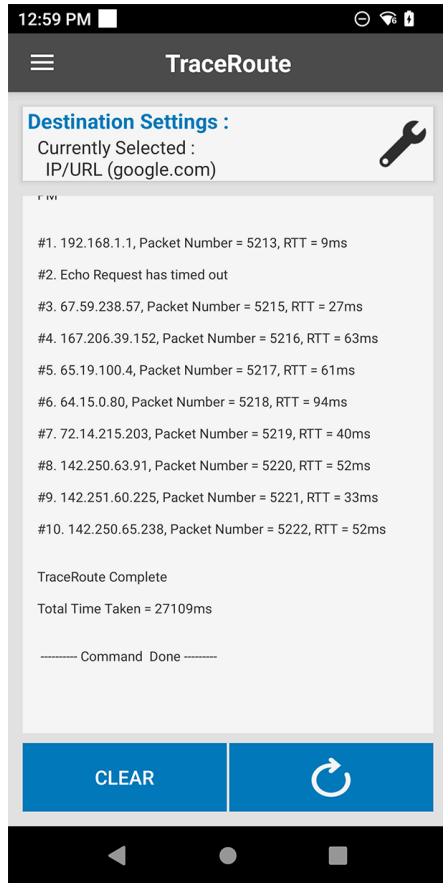 12:59 PM
TraceRoute
Destination Settings :
Currently Selected :
IP/URL (google.com)
PM
#1. 192.168.1.1, Packet Number = 5213, RTT = 9ms
#2. Echo Request has timed out
#3. 67.59.238.57, Packet Number = 5215, RTT = 27ms
#4. 167.206.39.152, Packet Number = 5216, RTT = 63ms
#5. 65.19.100.4, Packet Number = 5217, RTT = 61ms
#6. 64.15.0.80, Packet Number = 5218, RTT = 94ms
#7. 72.14.215.203, Packet Number = 5219, RTT = 40ms
#8. 142.250.63.91, Packet Number = 5220, RTT = 52ms
#9. 142.251.60.225, Packet Number = 5221, RTT = 33ms
#10. 142.250.65.238, Packet Number = 5222, RTT = 52ms
TraceRoute Complete
Total Time Taken = 27109ms
---------- Command  Done ---------
CLEAR